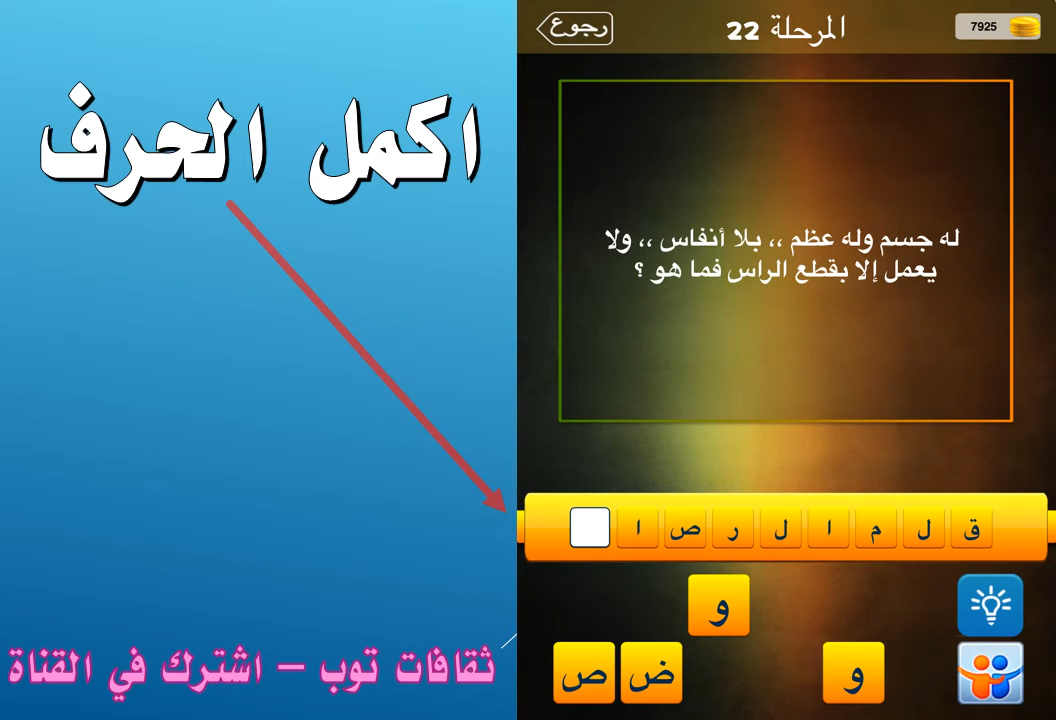 اكمل الحرف
ثقافات توب – اشترك في القناة
رجوع
المرحلة 22
7925
له جسم وله عظم ،، بلا أنفاس ،، ولا
يعمل إلا بقطع الراس فما هو ؟
ق ل م ا ل ر ص ا
و
و ض ص